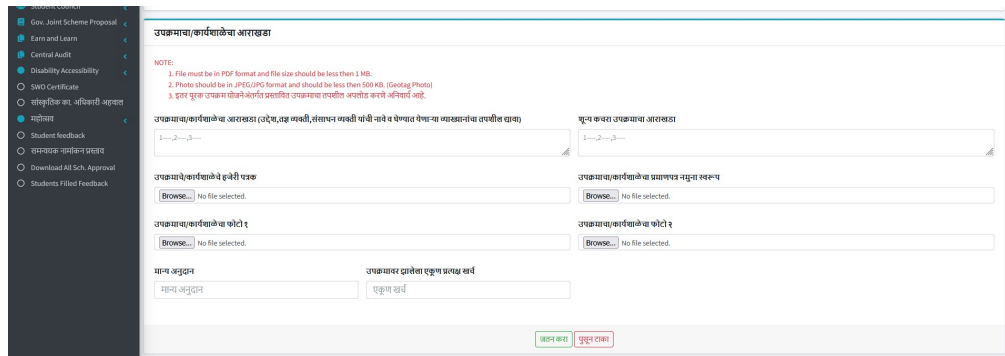 Student Council
Gov. Joint Scheme Proposal
Earn and Learn
Central Audit
Disability Accessibility
SWO Certificate
सांस्कृतिक का. अधिकारी अहवाल
महोत्सव
Student feedback
समन्वयक नामांकन प्रस्ताव
Download All Sch. Approval
Students Filled Feedback
उपक्रमाचा/कार्यशाळेचा आराखडा
NOTE:
1. File must be in PDF format and file size should be less then 1 MB.
2. Photo should be in JPEG/JPG format and should be less then 500 KB. (Geotag Photo)
3. इतर पूरक उपक्रम योजनेअंतर्गत प्रस्तावित उपक्रमाचा तपशील अपलोड करणे अनिवार्य आहे.
उपक्रमाचा/कार्यशाळेचा आराखडा (उद्देश,तज्ञ व्यक्ती,संसाधन व्यक्ती यांची नावे व घेण्यात येणाऱ्या व्याख्यानांचा तपशील द्यावा)
1----,2----,3----
शून्य कचरा उपक्रमाचा आराखडा
1----,2----,3----
उपक्रमाचे/कार्यशाळेचे हजेरी पत्रक
Browse... No file selected.
उपक्रमाचा/कार्यशाळेचा प्रमाणपत्र नमुना स्वरूप
Browse... No file selected.
उपक्रमाचा/कार्यशाळेचा फोटो १
Browse... No file selected.
उपक्रमाचा/कार्यशाळेचा फोटो २
Browse... No file selected.
मान्य अनुदान
मान्य अनुदान
उपक्रमावर झालेला एकूण प्रत्यक्ष खर्च
एकूण खर्च
जतन करा
पुसून टाका